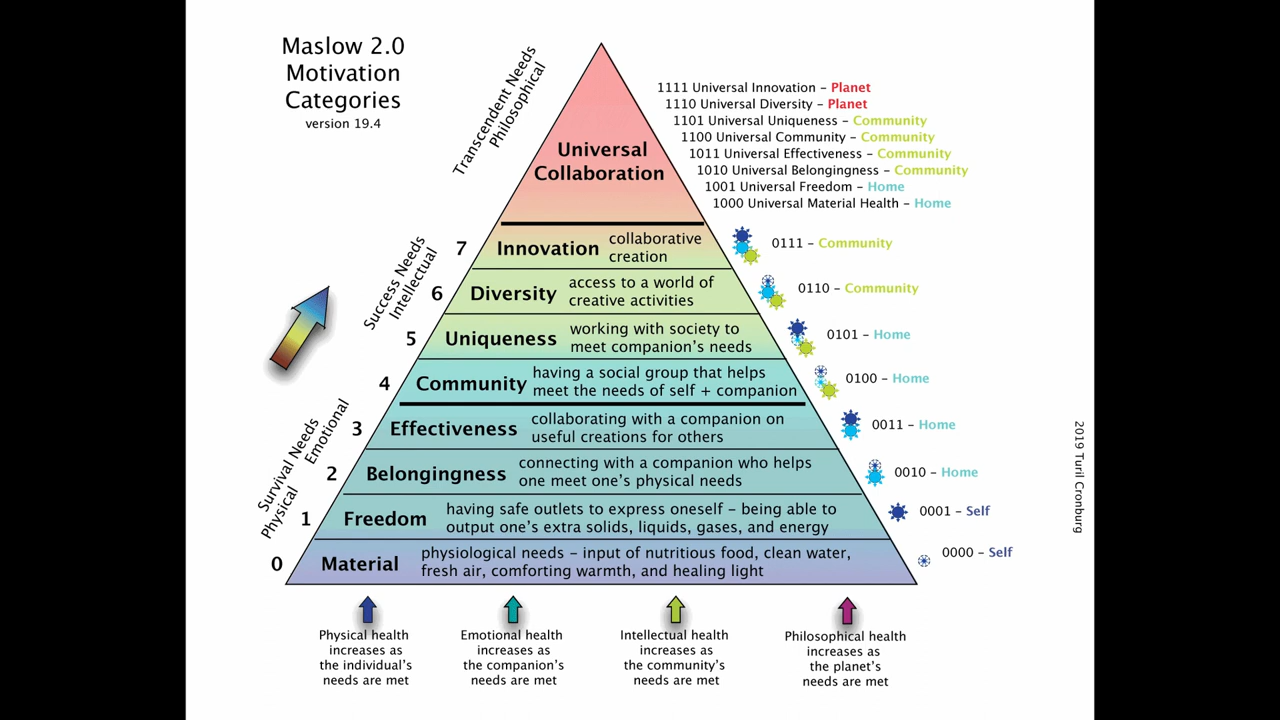 Maslow 2.0
Motivation
Categories
version 19.4
Transcendent Needs
Philosophical
Universal
Collaboration
1111 Universal Innovation – Planet
1110 Universal Diversity – Planet
1101 Universal Uniqueness – Community
1100 Universal Community – Community
1011 Universal Effectiveness – Community
1010 Universal Belongingness – Community
1001 Universal Freedom – Home
1000 Universal Material Health – Home
Success Needs
Intellectual
7 Innovation collaborative
creation
0111 – Community
6 Diversity access to a world of
creative activities
0110 – Community
5 Uniqueness working with society to
meet companion's needs
0101 – Home
4 Community having a social group that helps
meet the needs of self + companion
0100 – Home
Survival Needs
Physical Emotional
3 Effectiveness collaborating with a companion on
useful creations for others
0011 – Home
2 Belongingness connecting with a companion who helps
one meet one's physical needs
0010 – Home
1 Freedom having safe outlets to express oneself – being able to
output one's extra solids, liquids, gases, and energy
0001 – Self
0 Material physiological needs – input of nutritious food, clean water,
fresh air, comforting warmth, and healing light
0000 – Self
2019 Turil Cronburg
Physical health
increases as
the individual's
needs are met
Emotional health
increases as
the companion's
needs are met
Intellectual health
increases as
the community's
needs are met
Philosophical health
increases as
the planet's
needs are met